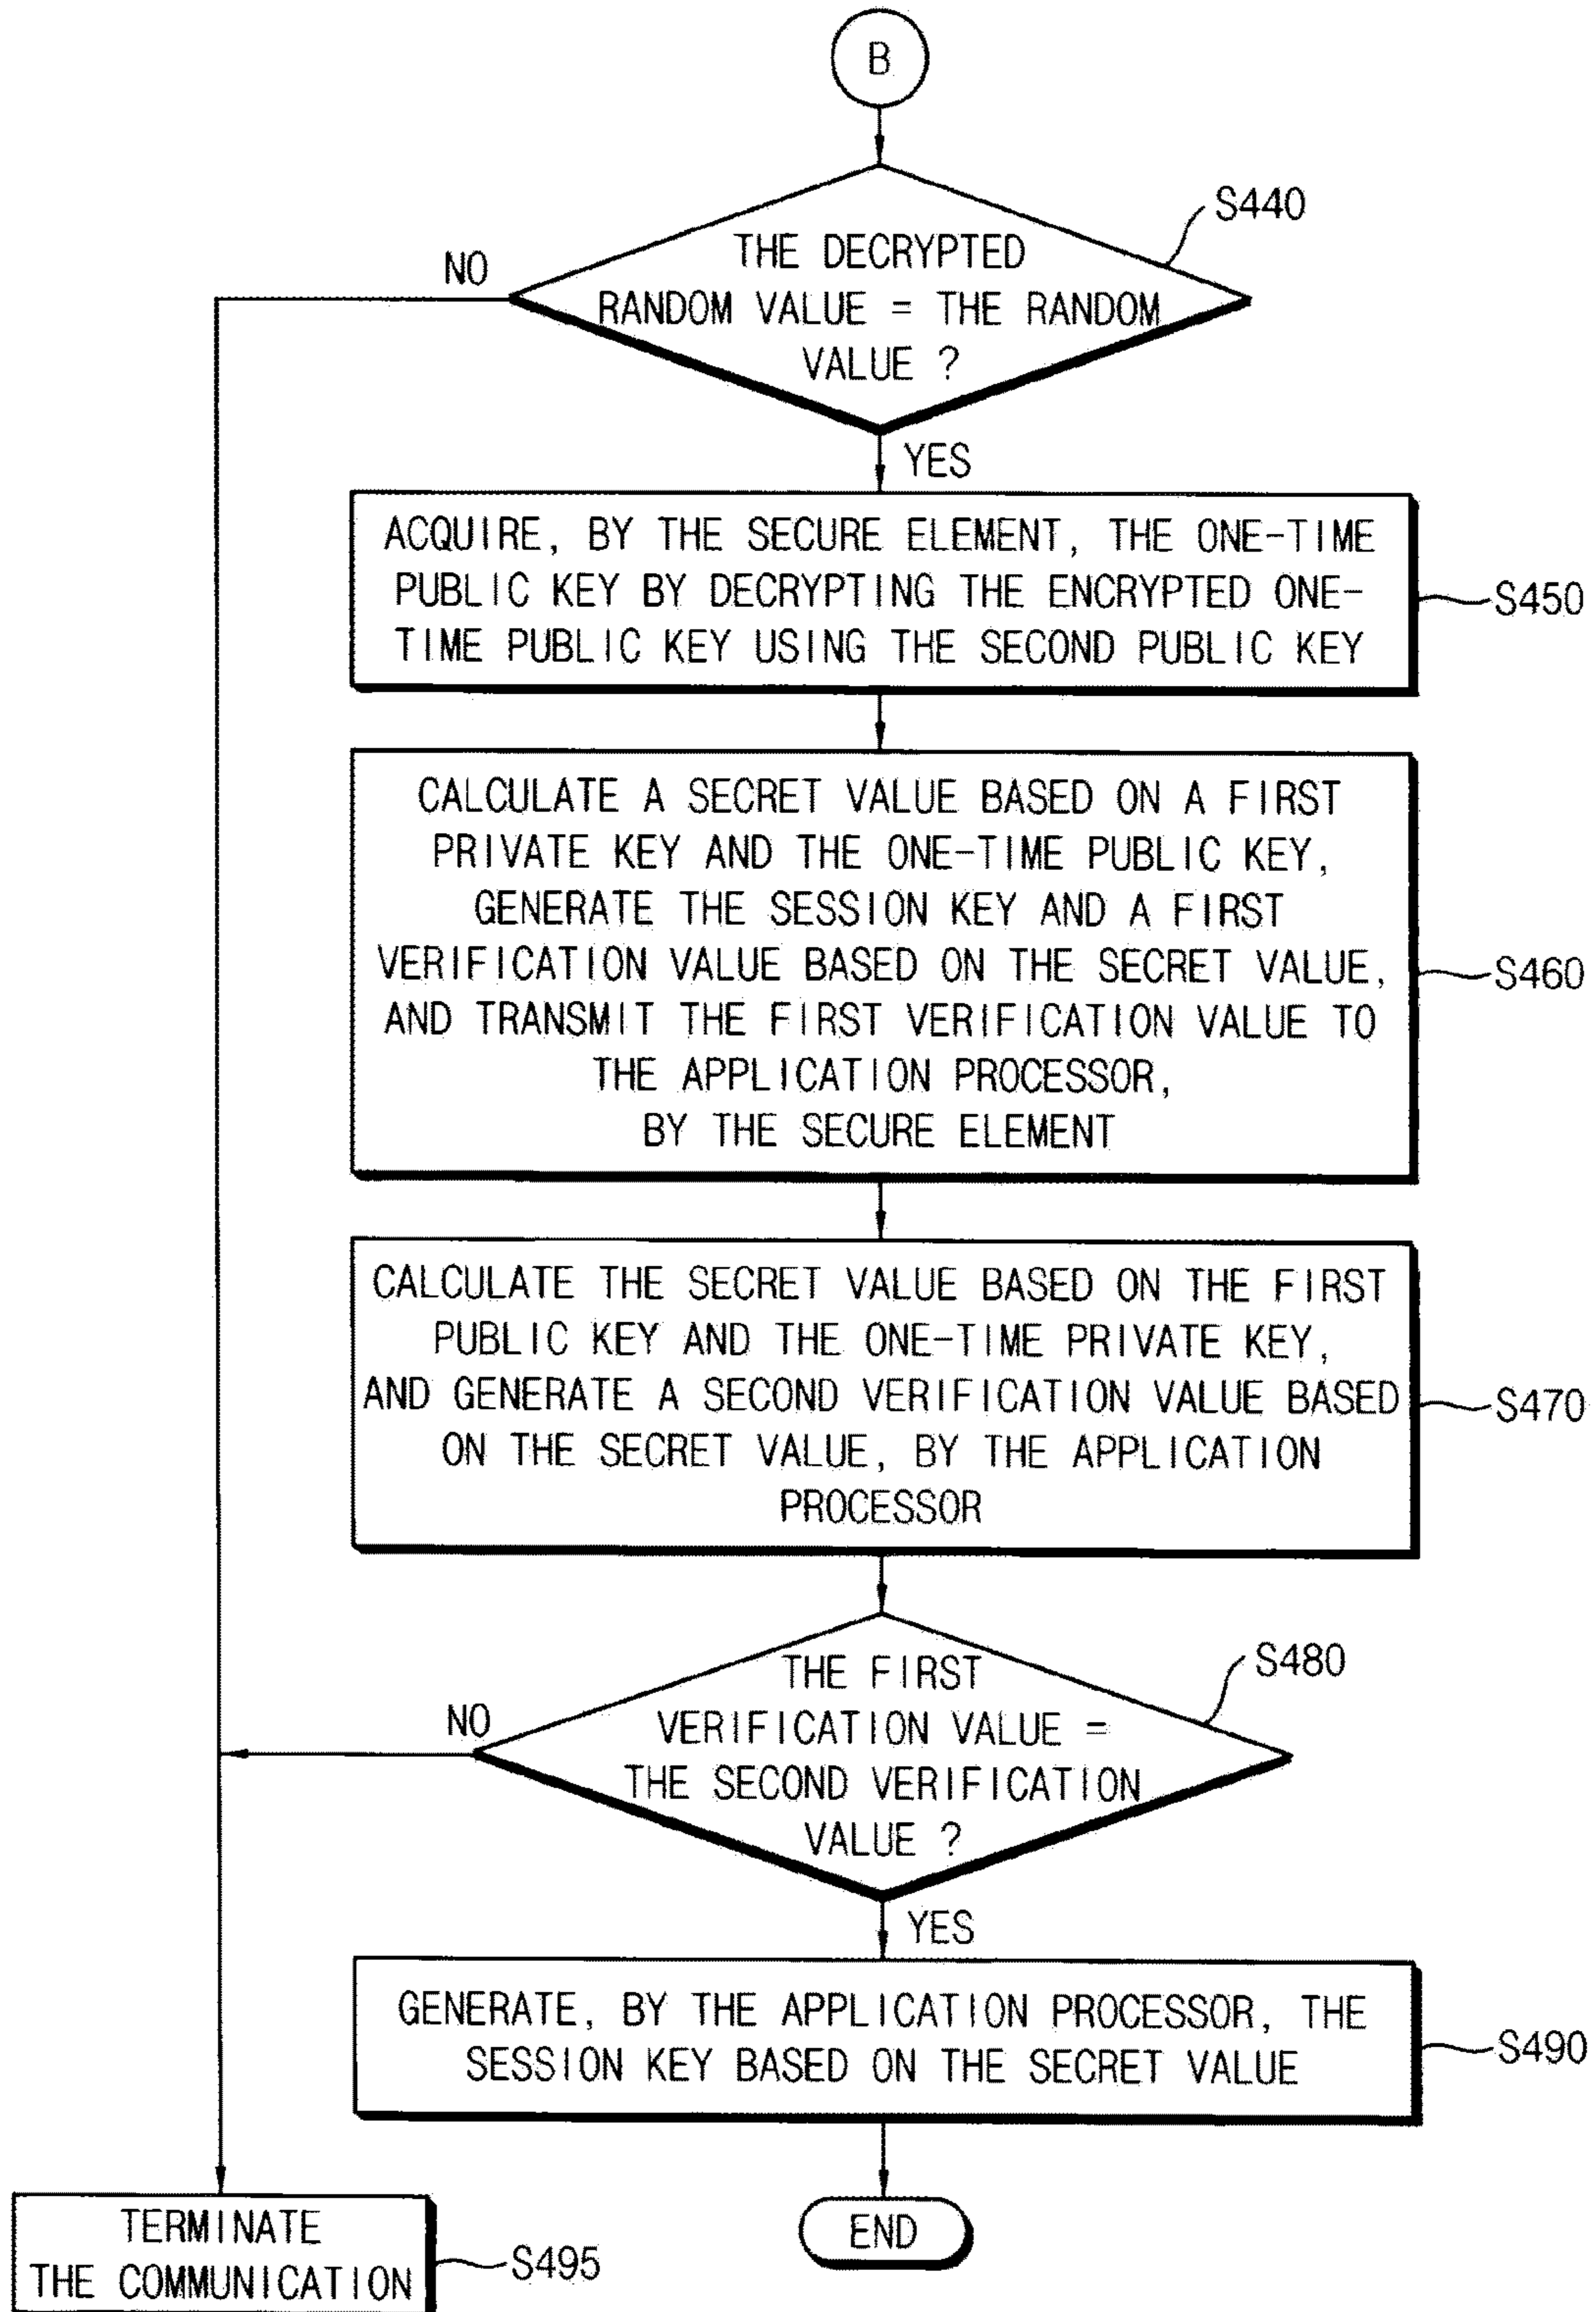 B
S440
THE DECRYPTED
NO
RANDOM VALUE = THE RANDOM
VALUE ?
YES
ACQUIRE, BY THE SECURE ELEMENT, THE ONE-TIME
PUBLIC KEY BY DECRYPTING THE ENCRYPTED ONE-
TIME PUBLIC KEY USING THE SECOND PUBLIC KEY
S450
CALCULATE A SECRET VALUE BASED ON A FIRST
PRIVATE KEY AND THE ONE-TIME PUBLIC KEY,
GENERATE THE SESSION KEY AND A FIRST
VERIFICATION VALUE BASED ON THE SECRET VALUE,
AND TRANSMIT THE FIRST VERIFICATION VALUE TO
THE APPLICATION PROCESSOR,
BY THE SECURE ELEMENT
S460
CALCULATE THE SECRET VALUE BASED ON THE FIRST
PUBLIC KEY AND THE ONE-TIME PRIVATE KEY,
AND GENERATE A SECOND VERIFICATION VALUE BASED
ON THE SECRET VALUE, BY THE APPLICATION
PROCESSOR
S470
S480
THE FIRST
NO
VERIFICATION VALUE =
THE SECOND VERIFICATION
VALUE ?
YES
GENERATE, BY THE APPLICATION PROCESSOR, THE
SESSION KEY BASED ON THE SECRET VALUE
S490
TERMINATE
THE COMMUNICATION
S495
END